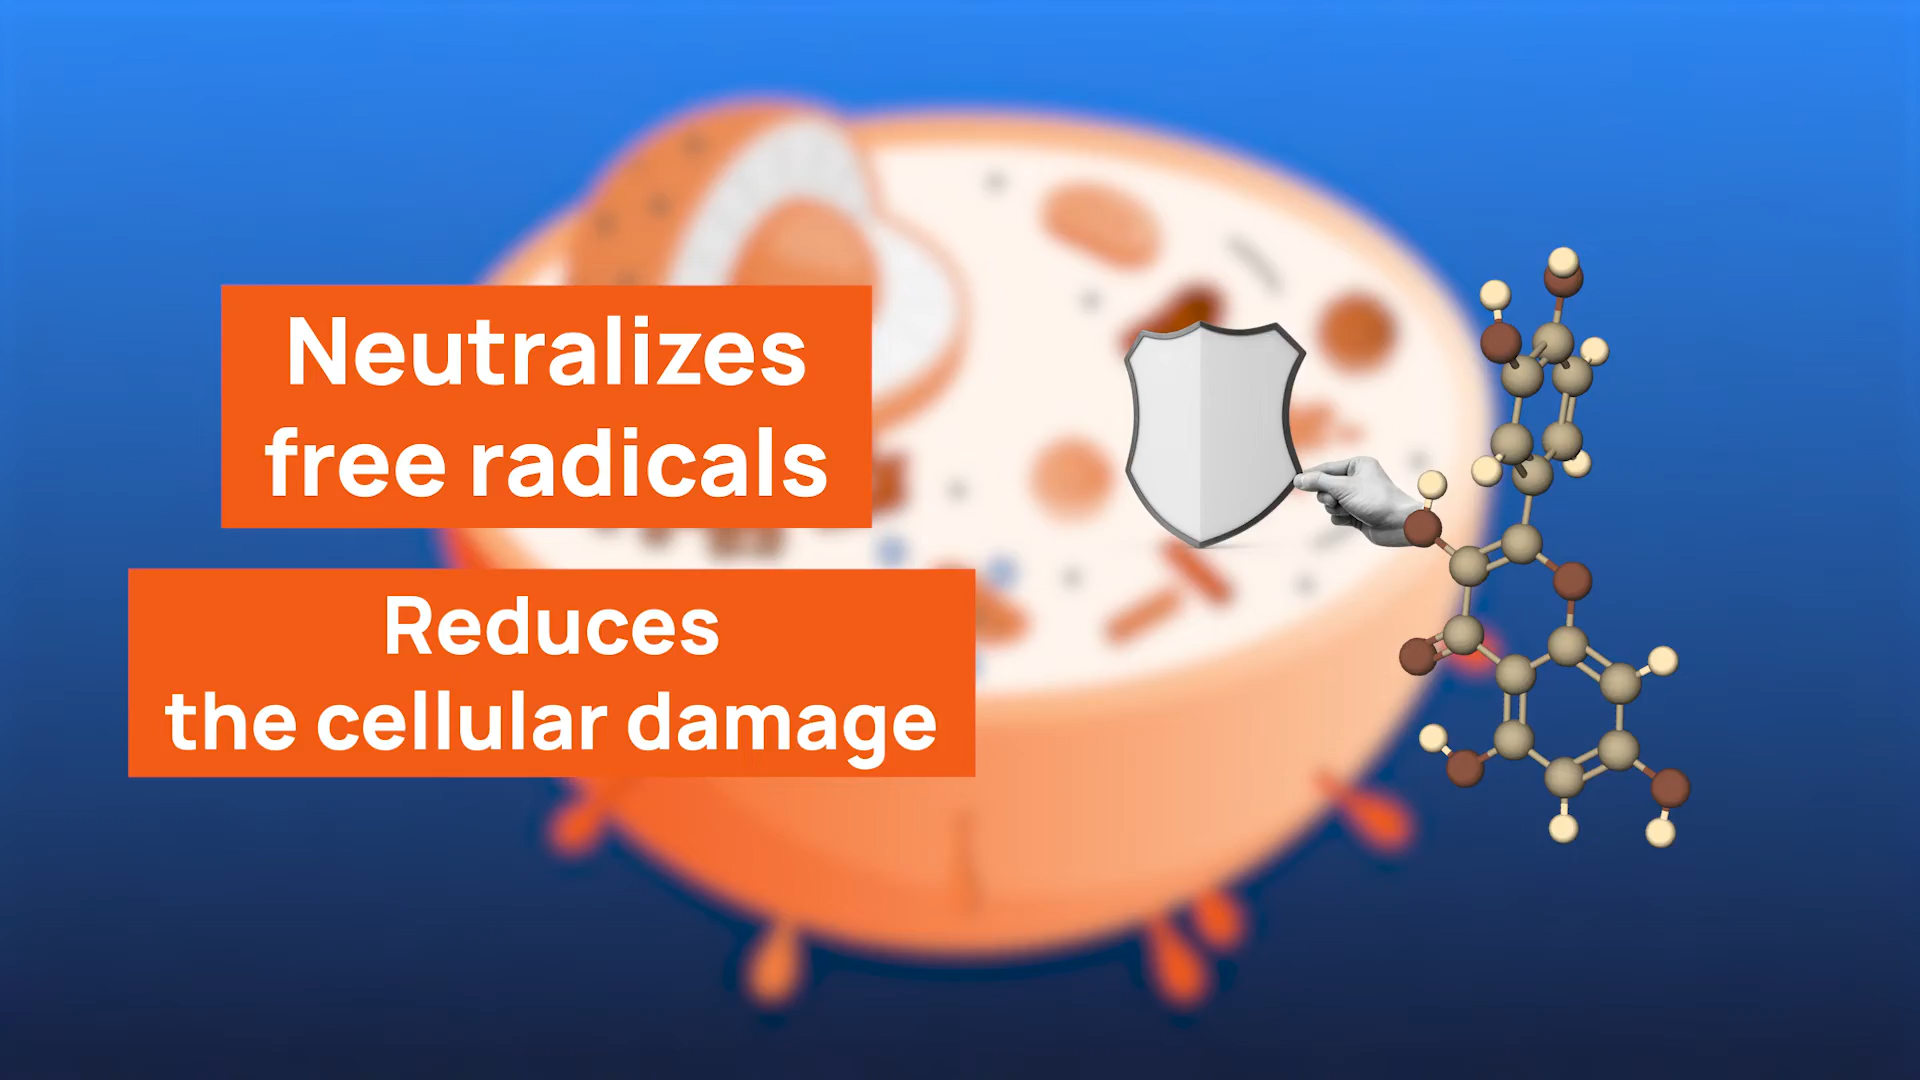 Neutralizes
free radicals
Reduces
the cellular damage